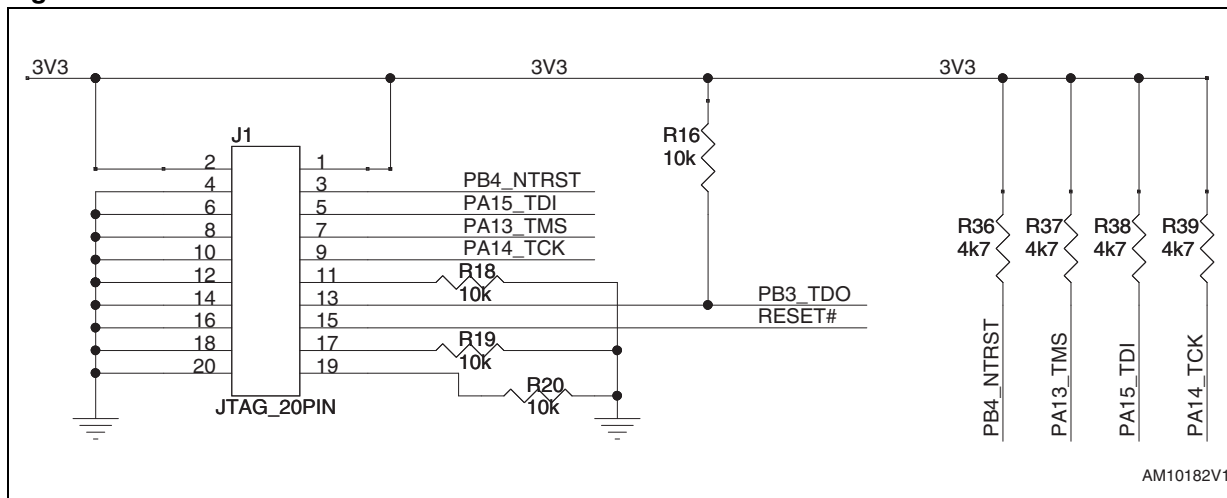 3V3 3V3 3V3
J1
R16
10k
2 1
4 3 PB4_NTRST
6 5 PA15_TDI
8 7 PA13_TMS
10 9 PA14_TCK
12 11 R18
10k
14 13 PB3_TDO
16 15 RESET#
18 17 R19
10k
20 19 R20
10k
JTAG_20PIN
R36 R37 R38 R39
4k7 4k7 4k7 4k7
PB4_NTRST
PA13_TMS
PA15_TDI
PA14_TCK
AM10182V1